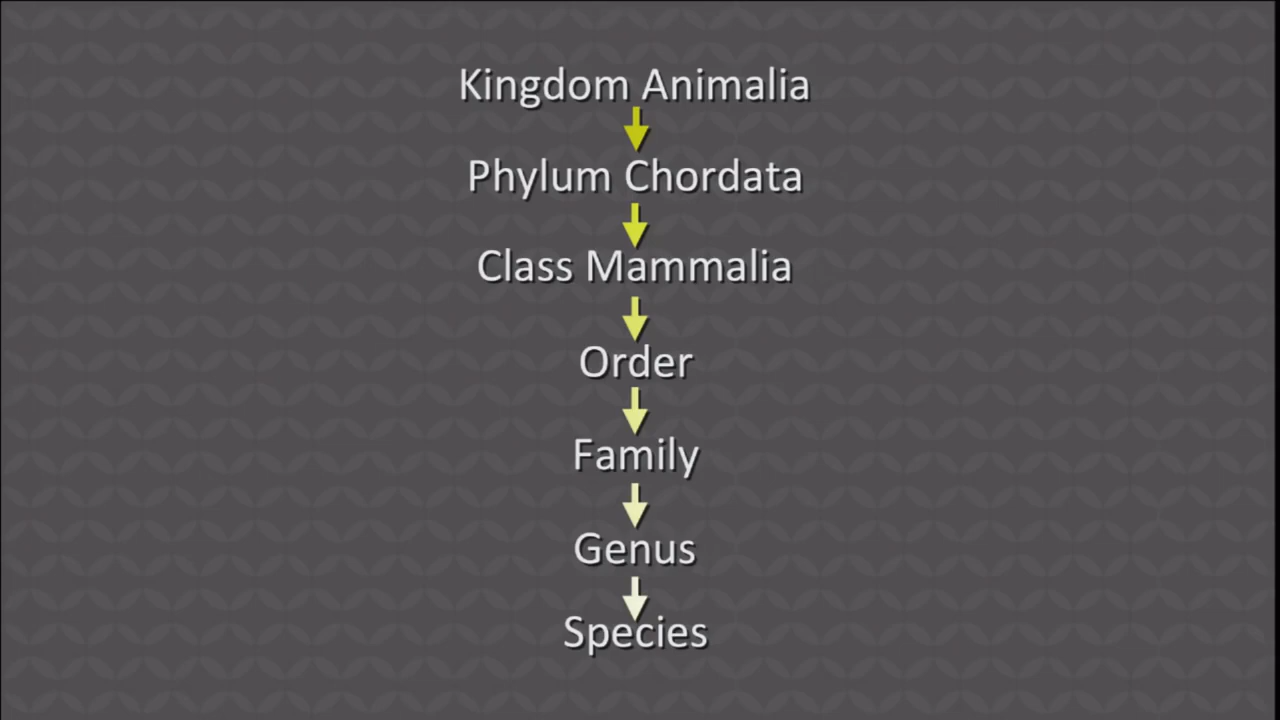 Kingdom Animalia
Phylum Chordata
Class Mammalia
Order
Family
Genus
Species